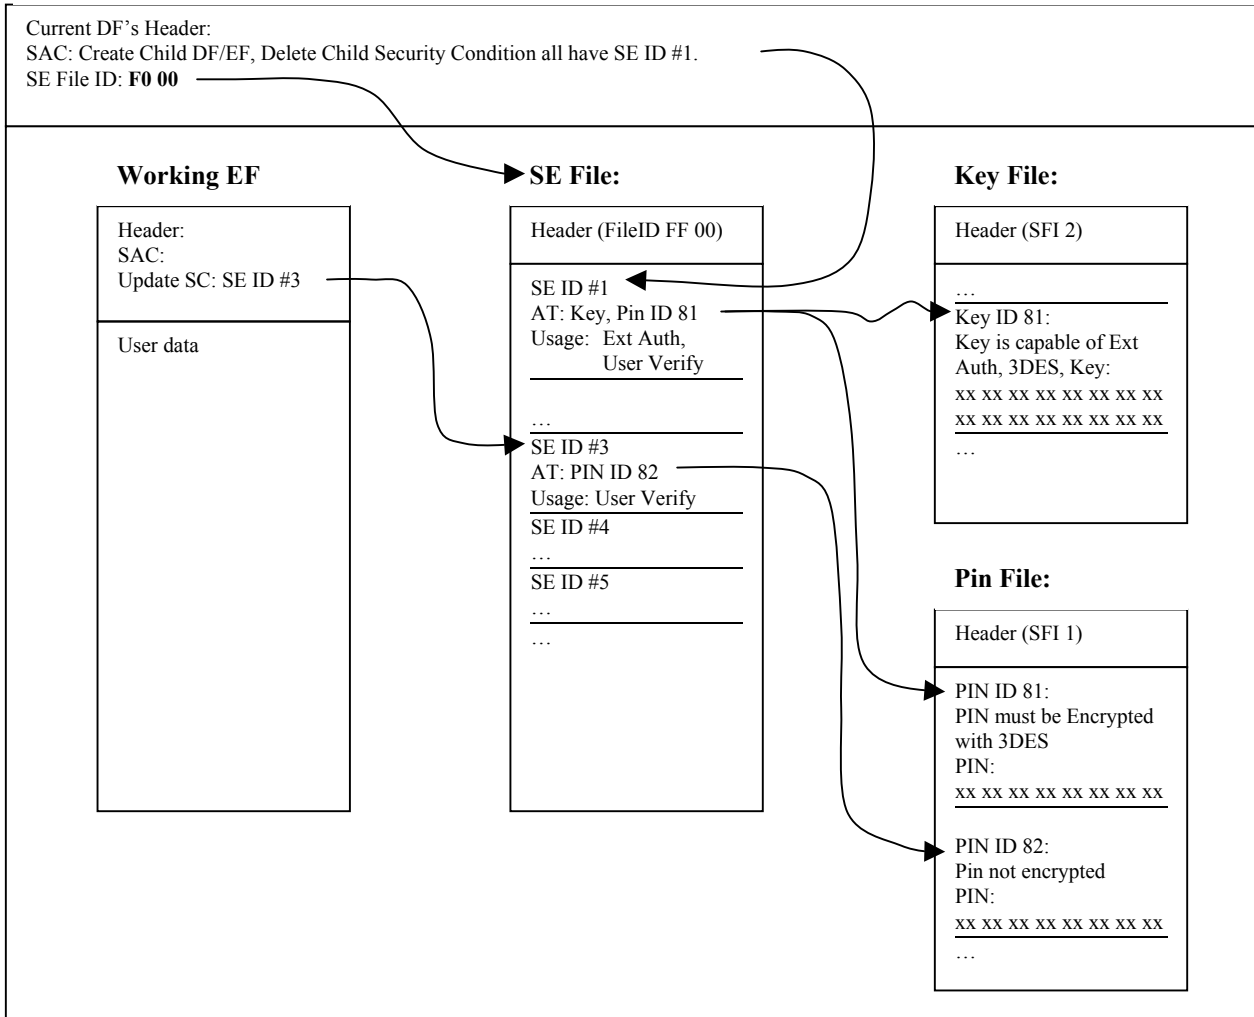 Current DF's Header:
SAC: Create Child DF/EF, Delete Child Security Condition all have SE ID #1.
SE File ID: F0 00
Working EF
Header:
SAC:
Update SC: SE ID #3
User data
SE File:
Header (FileID FF 00)
SE ID #1
AT: Key, Pin ID 81
Usage: Ext Auth,
User Verify
…
SE ID #3
AT: PIN ID 82
Usage: User Verify
SE ID #4
…
SE ID #5
…
…
Key File:
Header (SFI 2)
…
Key ID 81:
Key is capable of Ext
Auth, 3DES, Key:
xx xx xx xx xx xx xx xx
xx xx xx xx xx xx xx xx
…
Pin File:
Header (SFI 1)
PIN ID 81:
PIN must be Encrypted
with 3DES
PIN:
xx xx xx xx xx xx xx xx
PIN ID 82:
Pin not encrypted
PIN:
xx xx xx xx xx xx xx xx
…